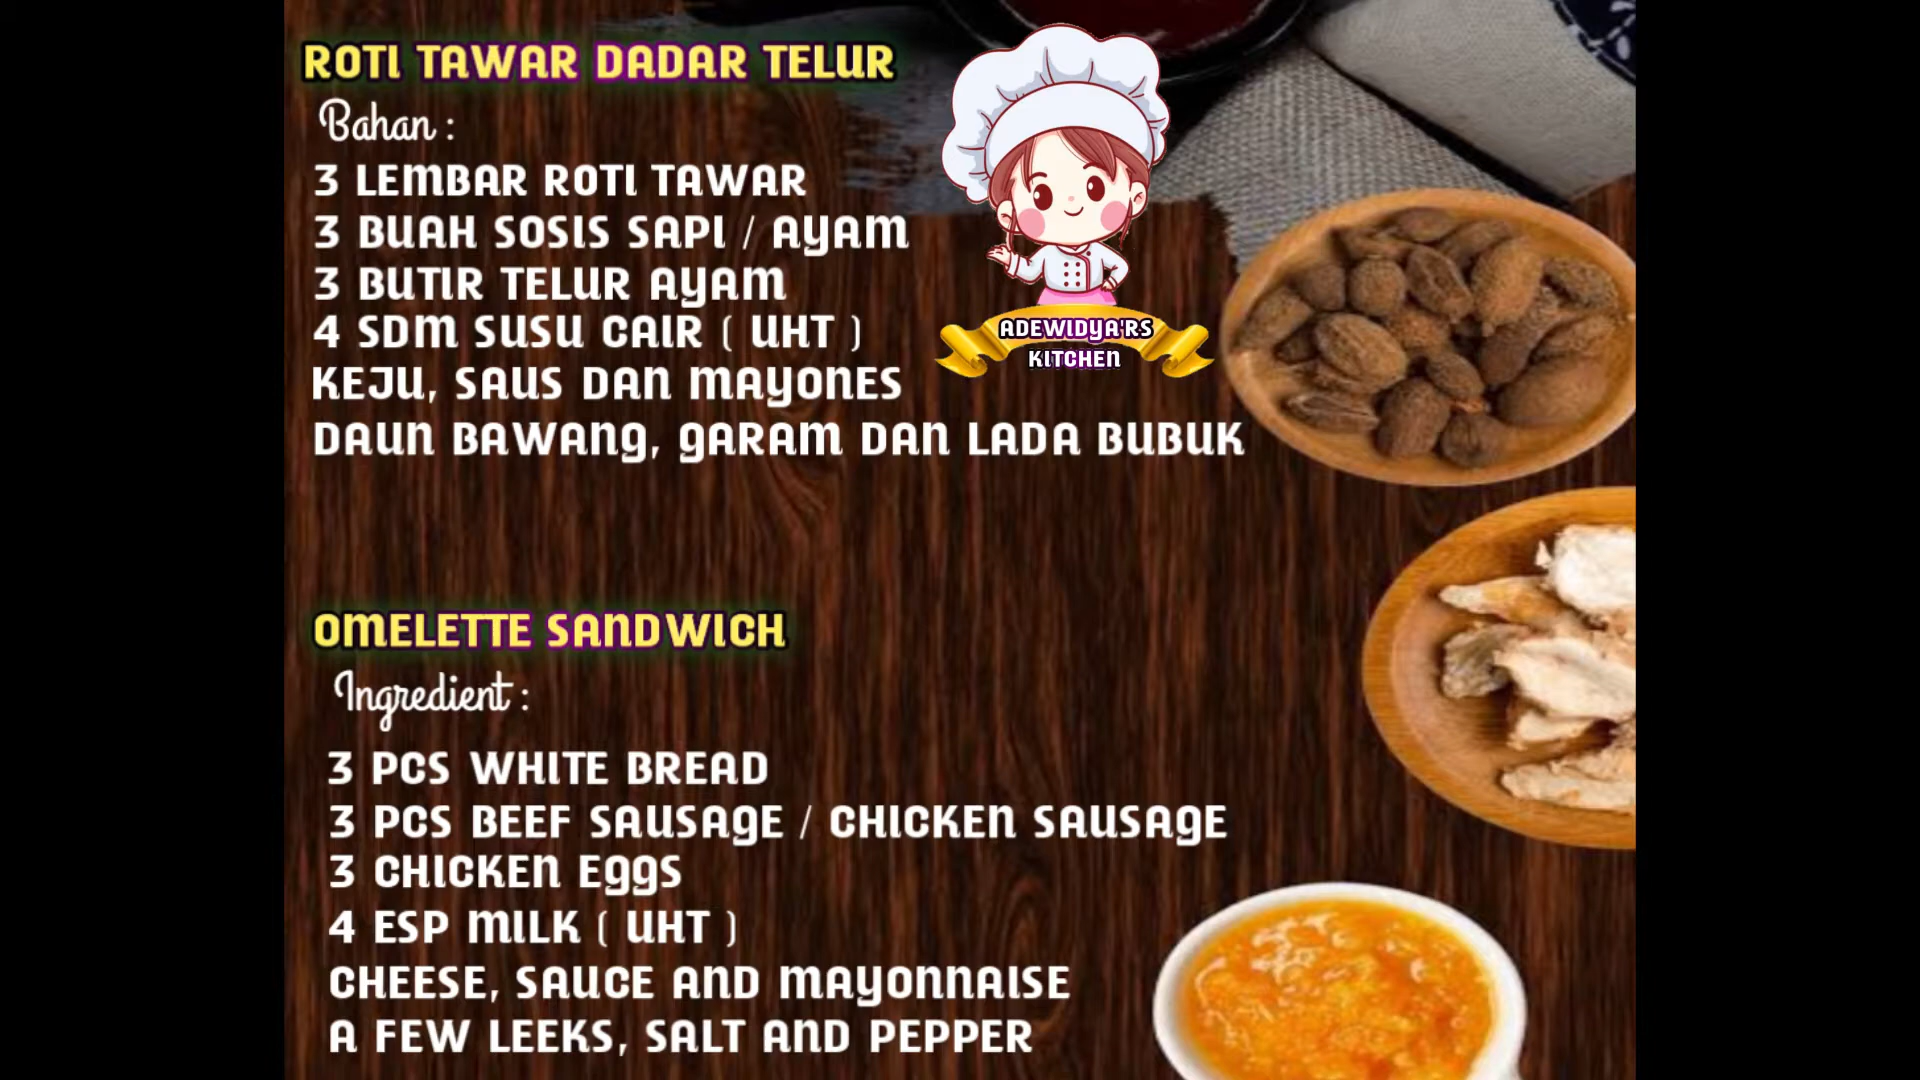 ROTI TAWAR DADAR TELUR
Bahan :
3 LEMBAR ROTI TAWAR
3 BUAH SOSIS SAPI / AYAM
3 BUTIR TELUR AYAM
4 SDM SUSU CAIR ( UHT )
KEJU, SAUS DAN MAYONES
DAUN BAWANG, GARAM DAN LADA BUBUK
ADEWIDYA'RS
KITCHEN
OMELETTE SANDWICH
Ingredient :
3 PCS WHITE BREAD
3 PCS BEEF SAUSAGE / CHICKEN SAUSAGE
3 CHICKEN EGGS
4 ESP MILK ( UHT )
CHEESE, SAUCE AND MAYONNAISE
A FEW LEEKS, SALT AND PEPPER